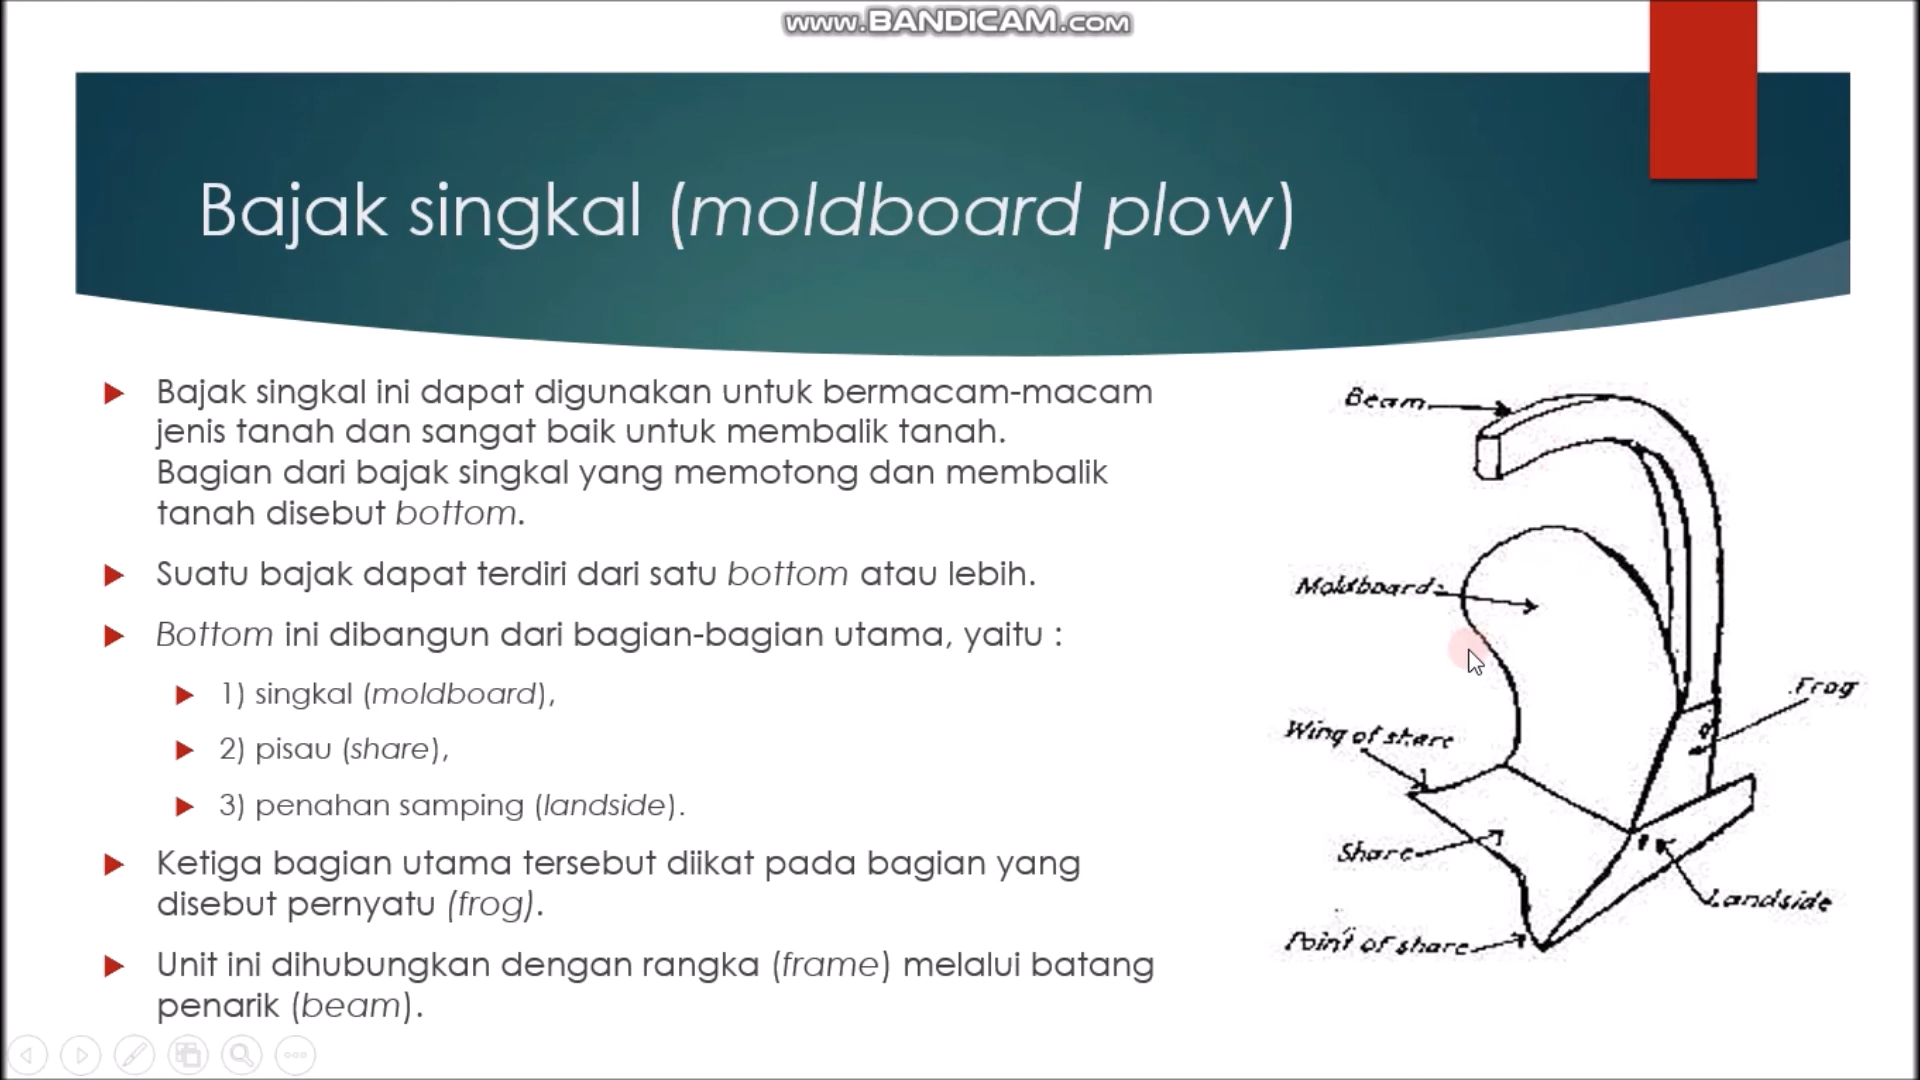 www.BANDICAM.com
Bajak singkal (moldboard plow)
Bajak singkal ini dapat digunakan untuk bermacam-macam
jenis tanah dan sangat baik untuk membalik tanah.
Bagian dari bajak singkal yang memotong dan membalik
tanah disebut bottom.
Suatu bajak dapat terdiri dari satu bottom atau lebih.
Bottom ini dibangun dari bagian-bagian utama, yaitu :
1) singkal (moldboard),
2) pisau (share),
3) penahan samping (landside).
Ketiga bagian utama tersebut diikat pada bagian yang
disebut pernyatu (frog).
Unit ini dihubungkan dengan rangka (frame) melalui batang
penarik (beam).
Beam
Moldboard
Frog
Wing of share
Share
Landside
Point of share